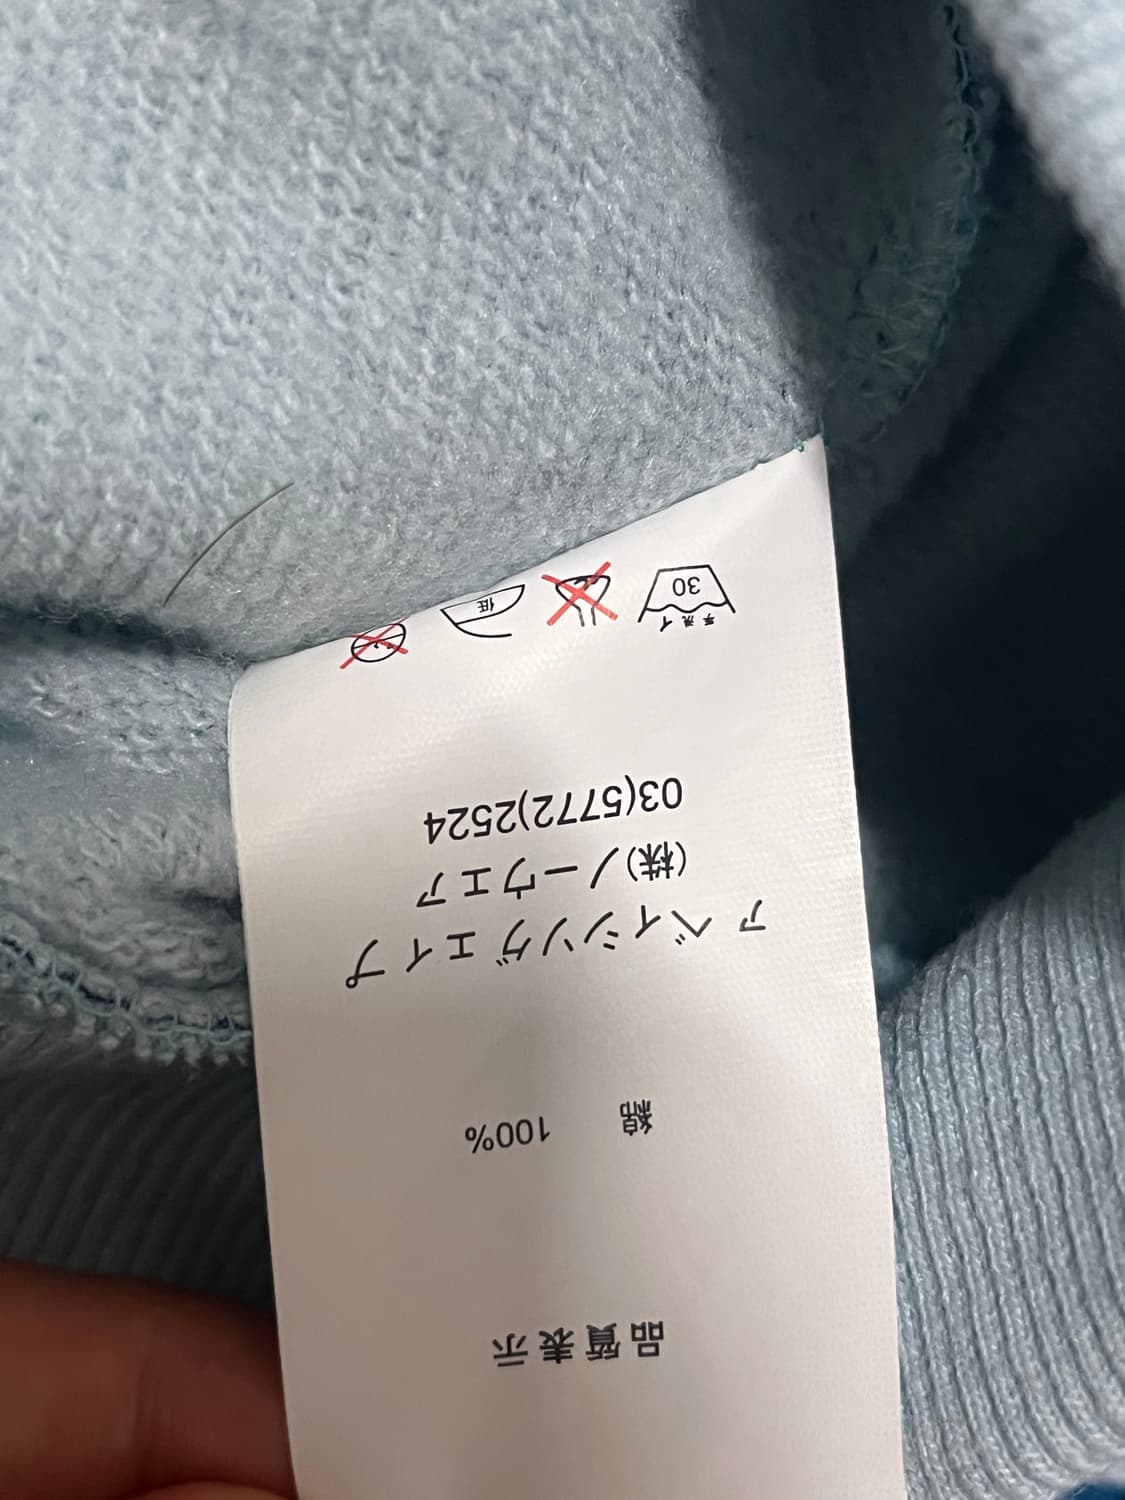 品質表示
綿 100%
ア ベイシングエイプ
(株)ノーウエア
03(5772)2524
手洗イ
30
低